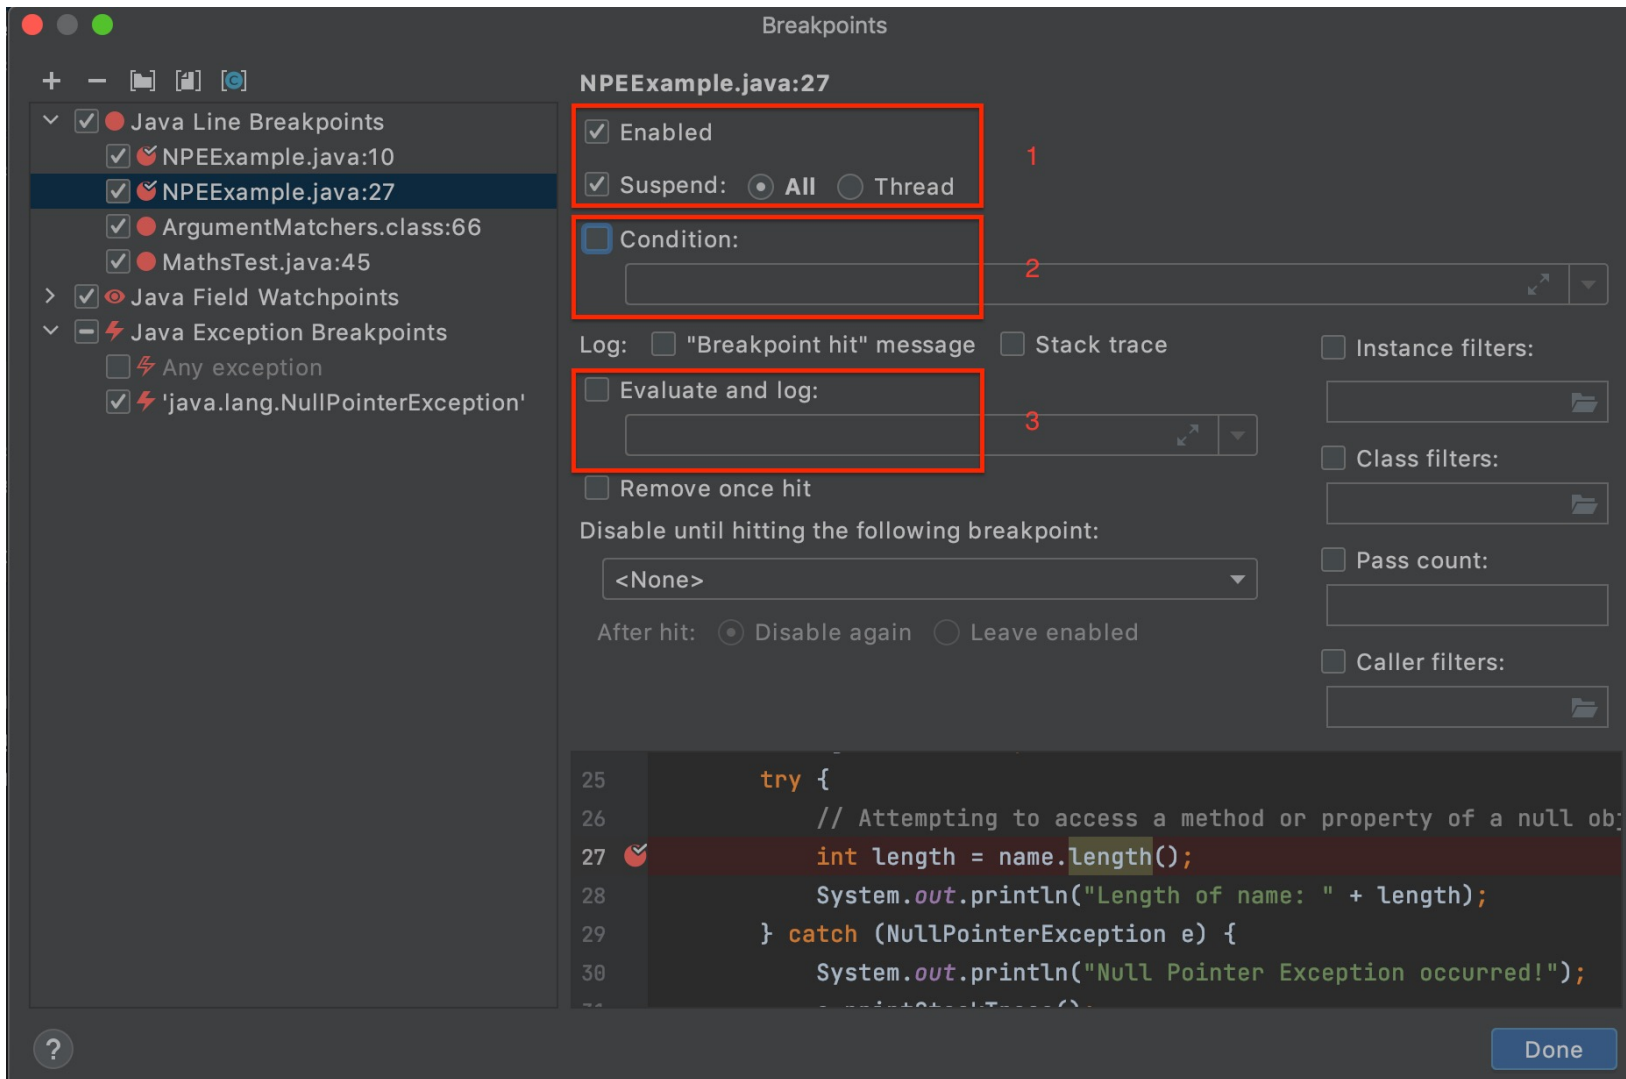 Breakpoints
Java Line Breakpoints
NPEExample.java:10
NPEExample.java:27
ArgumentMatchers.class:66
MathsTest.java:45
Java Field Watchpoints
Java Exception Breakpoints
Any exception
'java.lang.NullPointerException'
NPEExample.java:27
Enabled
1
Suspend: All Thread
Condition:
2
Log: "Breakpoint hit" message Stack trace
Evaluate and log:
3
Remove once hit
Disable until hitting the following breakpoint:
<None>
After hit: Disable again Leave enabled
Instance filters:
Class filters:
Pass count:
Caller filters:
25 try {
26 // Attempting to access a method or property of a null obj
27 int length = name.length();
28 System.out.println("Length of name: " + length);
29 } catch (NullPointerException e) {
30 System.out.println("Null Pointer Exception occurred!");
?
Done